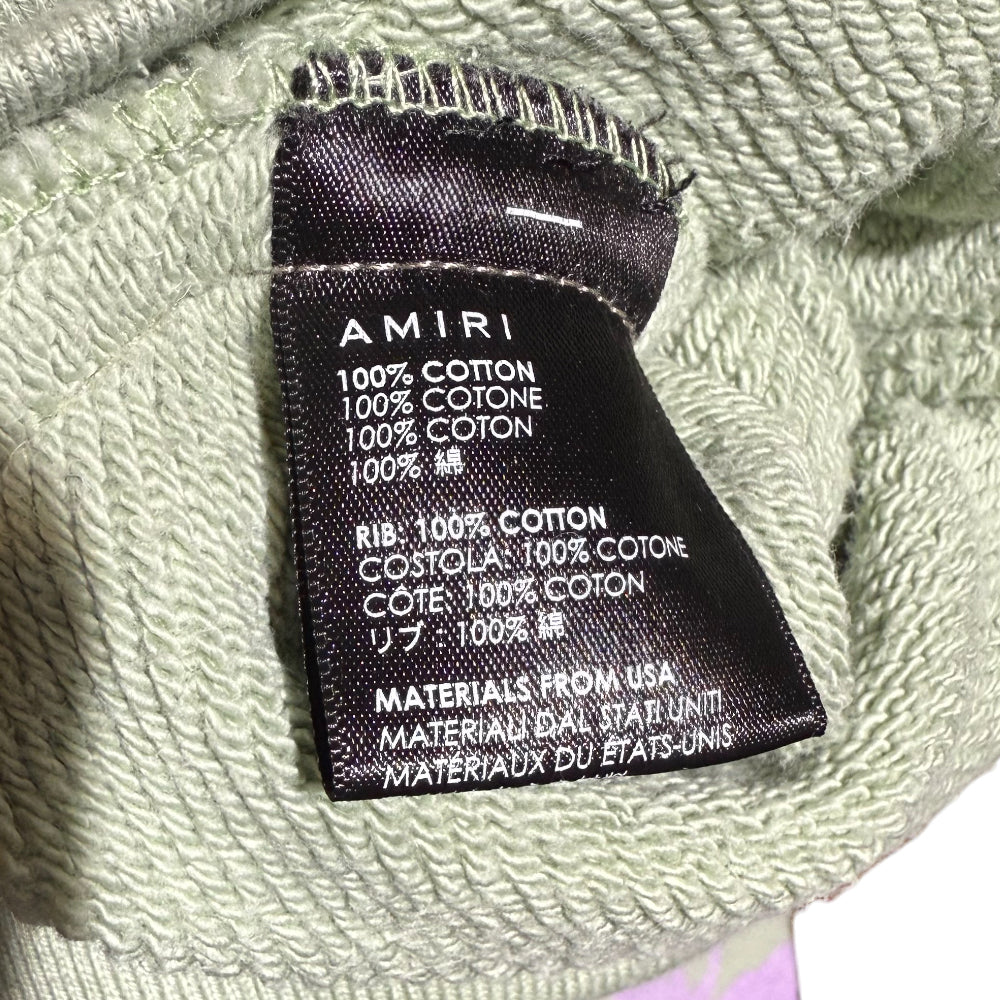 AMIRI
100% COTTON
100% COTONE
100% COTON
100% 綿
RIB: 100% COTTON
COSTOLA: 100% COTONE
CÔTE: 100% COTON
リブ : 100% 綿
MATERIALS FROM USA
MATERIALI DAL STATI UNITI
MATÉRIAUX DU ÉTATS-UNIS